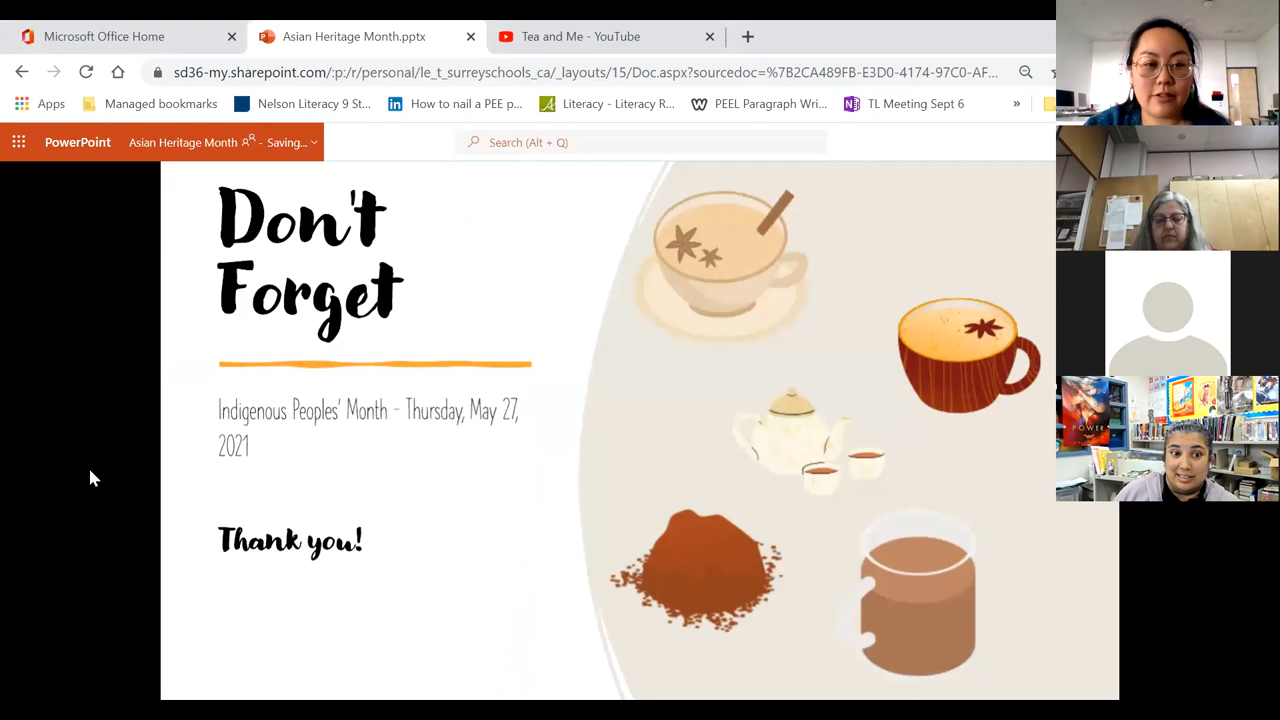 Microsoft Office Home
Asian Heritage Month.pptx
Tea and Me - YouTube
sd36-my.sharepoint.com/:p:/r/personal/le_t_surreyschools_ca/_layouts/15/Doc.aspx?sourcedoc=%7B2CA489FB-E3D0-4174-97C0-AF...
Apps
Managed bookmarks
Nelson Literacy 9 St...
How to nail a PEE p...
Literacy - Literacy R...
PEEL Paragraph Wri...
TL Meeting Sept 6
»
PowerPoint
Asian Heritage Month - Saving...
Search (Alt + Q)
Don't
Forget
Indigenous Peoples' Month - Thursday, May 27,
2021
Thank you!
POWER